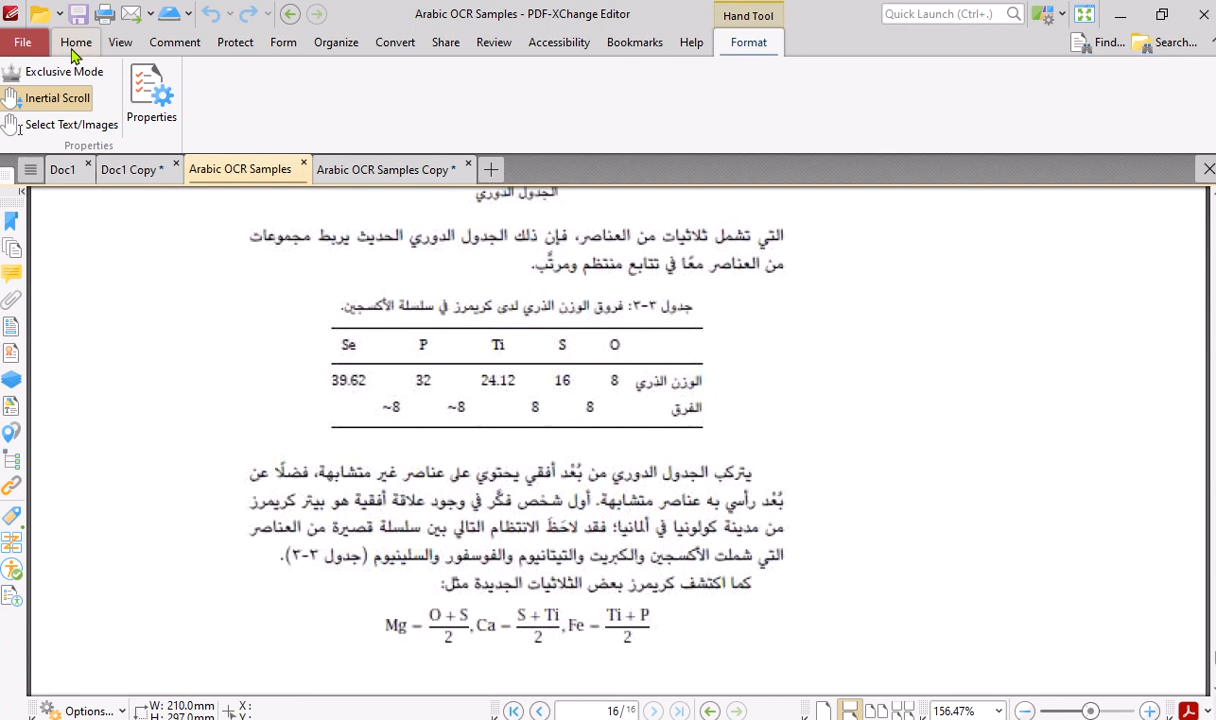 Arabic OCR Samples - PDF-XChange Editor
Hand Tool
Quick Launch (Ctrl+.)
File Home View Comment Protect Form Organize Convert Share Review Accessibility Bookmarks Help Format Find... Search...
Exclusive Mode
Inertial Scroll
Select Text/Images
Properties
Properties
Doc1 Doc1 Copy * Arabic OCR Samples Arabic OCR Samples Copy *
الجدول الدوري
التي تشمل ثلاثيات من العناصر، فإن ذلك الجدول الدوري الحديث يربط مجموعات
من العناصر معًا في تتابع منتظم ومرتَّب.
جدول ٣-٣: فروق الوزن الذري لدى كريمرز في سلسلة الأكسجين.
Se P Ti S O
39.62 32 24.12 16 8 الوزن الذري
~8 ~8 8 8 الفرق
يتركب الجدول الدوري من بُعْد أفقي يحتوي على عناصر غير متشابهة، فضلًا عن
بُعْد رأسي به عناصر متشابهة. أول شخص فكَّر في وجود علاقة أفقية هو بيتر كريمرز
من مدينة كولونيا في ألمانيا؛ فقد لاحَظَ الانتظام التالي بين سلسلة قصيرة من العناصر
التي شملت الأكسجين والكبريت والتيتانيوم والفوسفور والسلينيوم (جدول ٣-٣).
كما اكتشف كريمرز بعض الثلاثيات الجديدة مثل:
Mg = (O + S)/2, Ca = (S + Ti)/2, Fe = (Ti + P)/2
Options... W: 210.0mm X: 16 / 16 156.47%
H: 297.0mm Y: